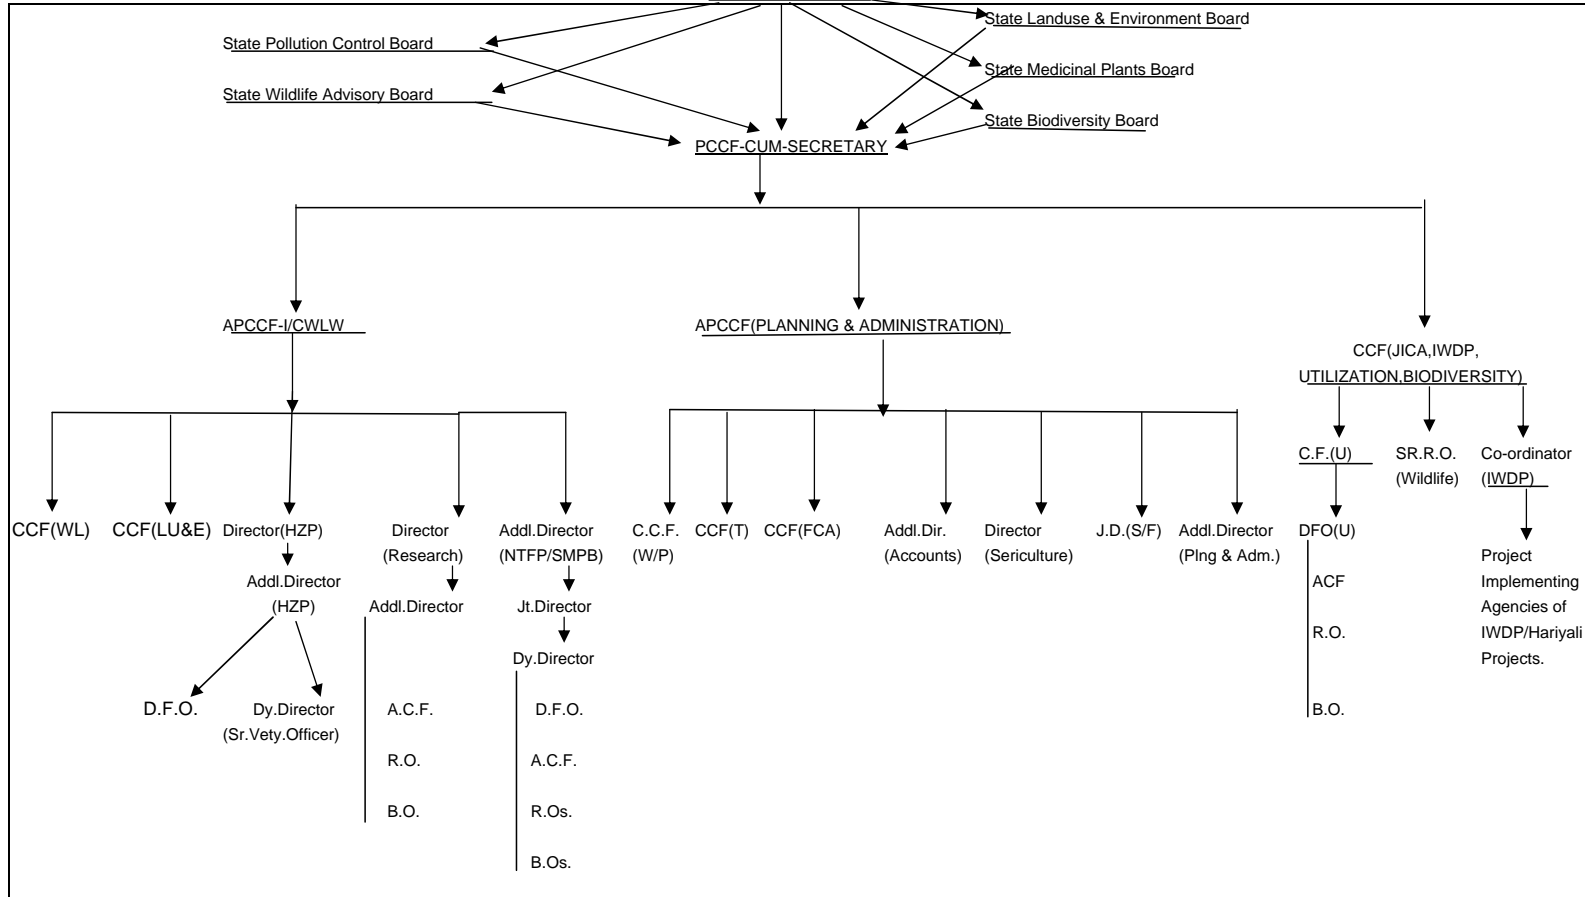 State Landuse & Environment Board
State Pollution Control Board
State Medicinal Plants Board
State Wildlife Advisory Board
State Biodiversity Board
PCCF-CUM-SECRETARY
APCCF-I/CWLW
APCCF(PLANNING & ADMINISTRATION)
CCF(JICA,IWDP,
UTILIZATION,BIODIVERSITY)
C.F.(U)
SR.R.O.
(Wildlife)
Co-ordinator
(IWDP)
CCF(WL)
CCF(LU&E)
Director(HZP)
Director
(Research)
Addl.Director
(NTFP/SMPB)
C.C.F.
(W/P)
CCF(T)
CCF(FCA)
Addl.Dir.
(Accounts)
Director
(Sericulture)
J.D.(S/F)
Addl.Director
(Plng & Adm.)
DFO(U)
Project
Implementing
Agencies of
IWDP/Hariyali
Projects.
Addl.Director
(HZP)
Addl.Director
Jt.Director
ACF
R.O.
B.O.
Dy.Director
D.F.O.
Dy.Director
(Sr.Vety.Officer)
A.C.F.
R.O.
B.O.
D.F.O.
A.C.F.
R.Os.
B.Os.